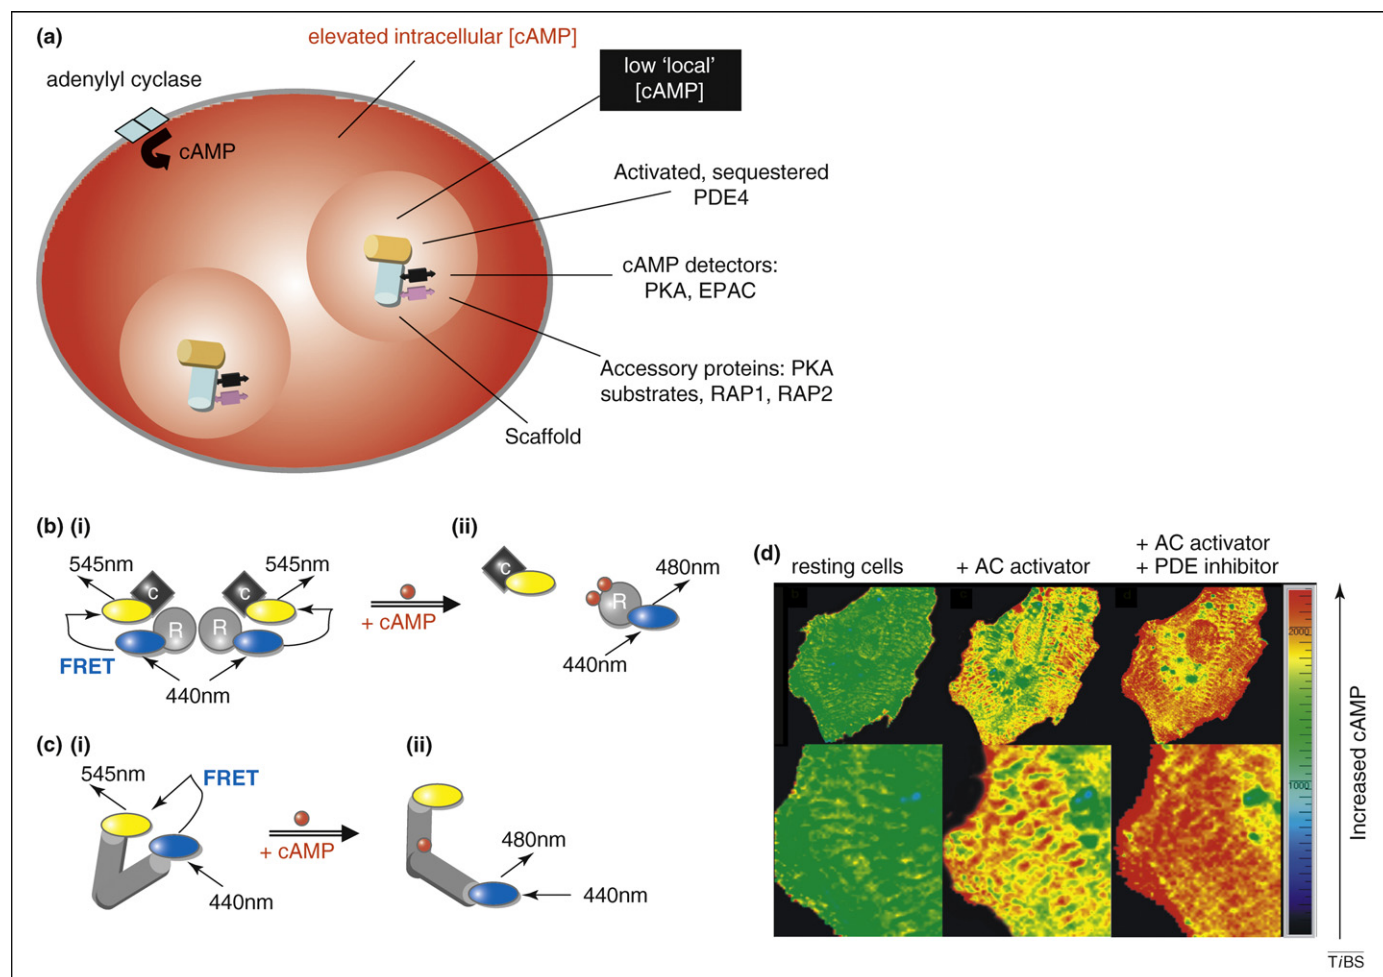 (a)
elevated intracellular [cAMP]
low ‘local’
[cAMP]
adenylyl cyclase
cAMP
Activated, sequestered
PDE4
cAMP detectors:
PKA, EPAC
Accessory proteins: PKA
substrates, RAP1, RAP2
Scaffold
(b) (i)
545nm
545nm
c
c
R
R
FRET
440nm
+ cAMP
(ii)
c
480nm
R
440nm
(c) (i)
545nm
FRET
440nm
+ cAMP
(ii)
480nm
440nm
(d)
resting cells
+ AC activator
+ AC activator
+ PDE inhibitor
b
c
d
2000
1000
Increased cAMP
TiBS